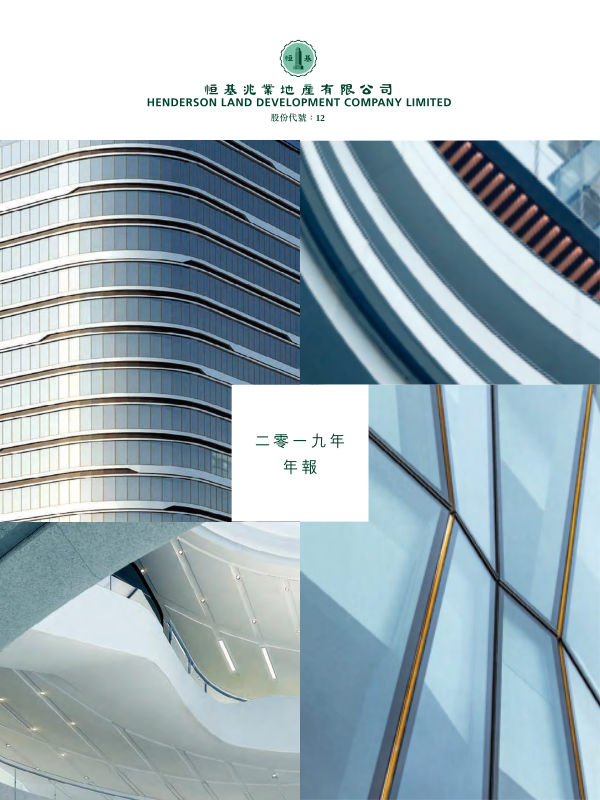 恒 基
恒基兆業地產有限公司
HENDERSON LAND DEVELOPMENT COMPANY LIMITED
股份代號：12
二零一九年
年報